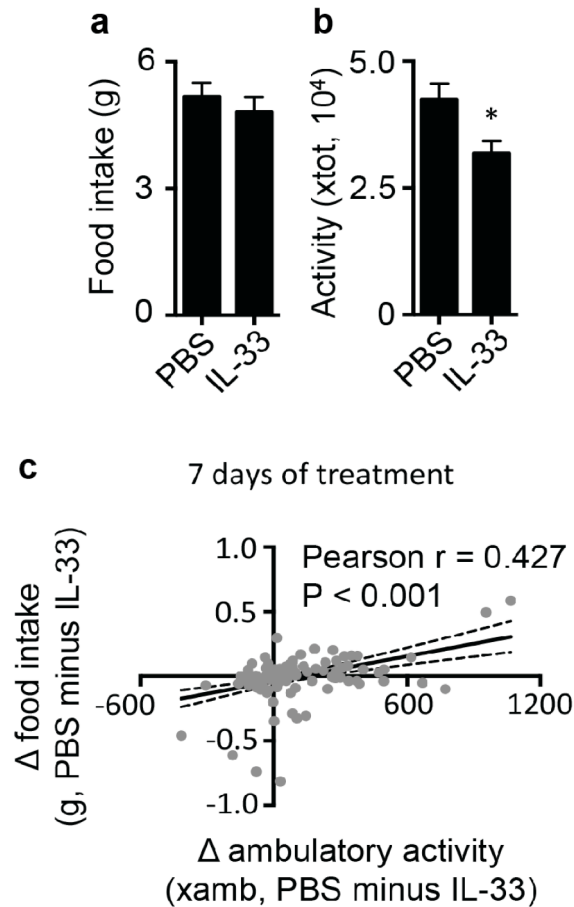 a
Food intake (g)
6
3
0
PBS
IL-33
b
Activity (xtot, 10⁴)
5.0
2.5
0
*
PBS
IL-33
c
7 days of treatment
Δ food intake
(g, PBS minus IL-33)
1.0
0.5
-0.5
-1.0
Pearson r = 0.427
P < 0.001
-600
600
1200
Δ ambulatory activity
(xamb, PBS minus IL-33)